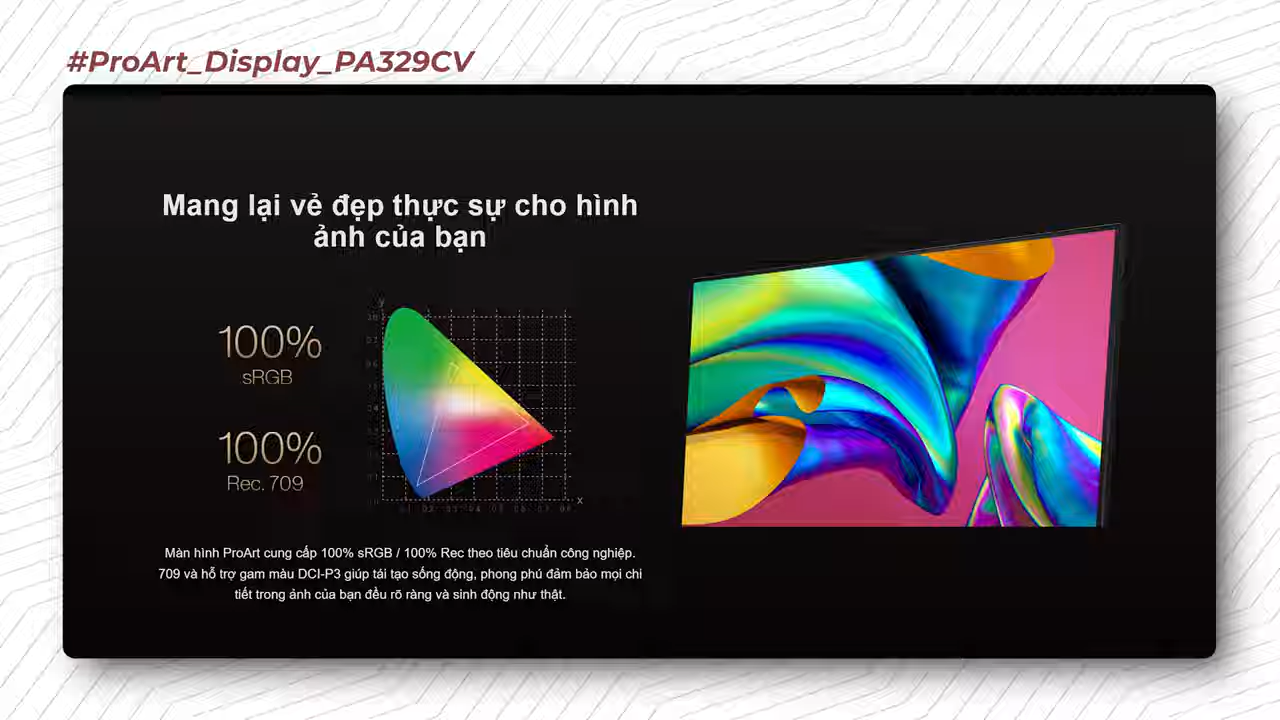 #ProArt_Display_PA329CV
Mang lại vẻ đẹp thực sự cho hình
ảnh của bạn
100%
sRGB
100%
Rec. 709
y
x
Màn hình ProArt cung cấp 100% sRGB / 100% Rec theo tiêu chuẩn công nghiệp.
709 và hỗ trợ gam màu DCI-P3 giúp tái tạo sống động, phong phú đảm bảo mọi chi
tiết trong ảnh của bạn đều rõ ràng và sinh động như thật.